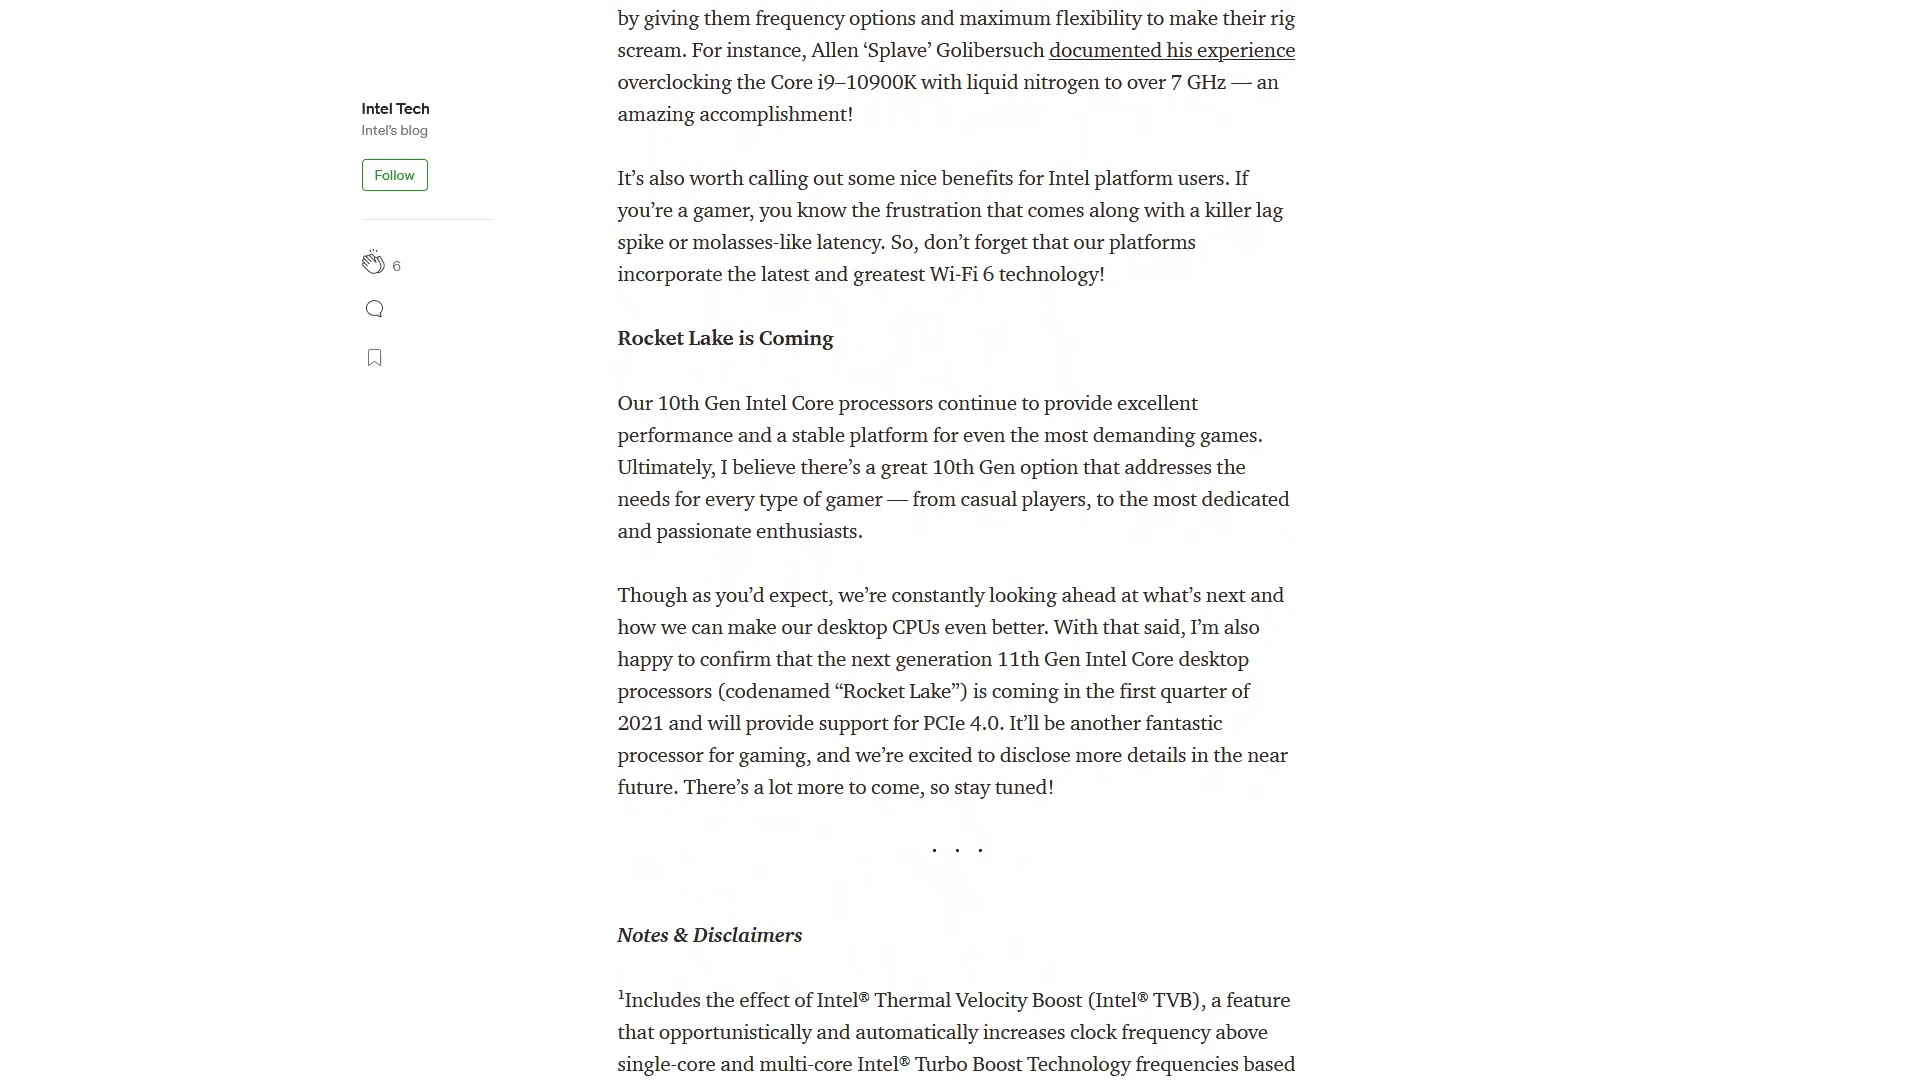 by giving them frequency options and maximum flexibility to make their rig
scream. For instance, Allen ‘Splave’ Golibersuch documented his experience
overclocking the Core i9–10900K with liquid nitrogen to over 7 GHz — an
amazing accomplishment!
Intel Tech
Intel’s blog
Follow
6
It’s also worth calling out some nice benefits for Intel platform users. If
you’re a gamer, you know the frustration that comes along with a killer lag
spike or molasses-like latency. So, don’t forget that our platforms
incorporate the latest and greatest Wi-Fi 6 technology!
Rocket Lake is Coming
Our 10th Gen Intel Core processors continue to provide excellent
performance and a stable platform for even the most demanding games.
Ultimately, I believe there’s a great 10th Gen option that addresses the
needs for every type of gamer — from casual players, to the most dedicated
and passionate enthusiasts.
Though as you’d expect, we’re constantly looking ahead at what’s next and
how we can make our desktop CPUs even better. With that said, I’m also
happy to confirm that the next generation 11th Gen Intel Core desktop
processors (codenamed “Rocket Lake”) is coming in the first quarter of
2021 and will provide support for PCIe 4.0. It’ll be another fantastic
processor for gaming, and we’re excited to disclose more details in the near
future. There’s a lot more to come, so stay tuned!
. . .
Notes & Disclaimers
¹Includes the effect of Intel® Thermal Velocity Boost (Intel® TVB), a feature
that opportunistically and automatically increases clock frequency above
single-core and multi-core Intel® Turbo Boost Technology frequencies based